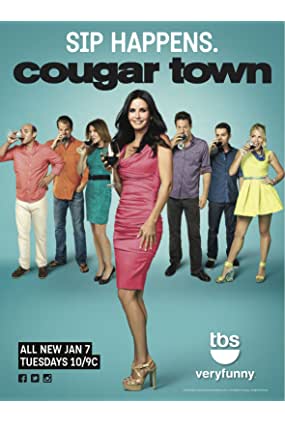 SIP HAPPENS.
cougar town
ALL NEW JAN 7
TUESDAYS 10/9C
tbs
veryfunny